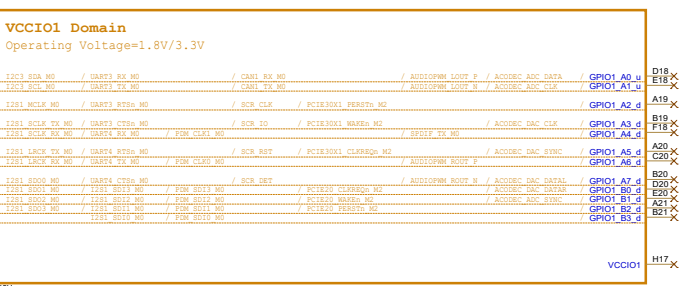 VCCIO1 Domain
Operating Voltage=1.8V/3.3V
I2C3_SDA_M0 / UART3_RX_M0 / CAN1_RX_M0 / AUDIOPWM_LOUT_P / ACODEC_ADC_DATA / GPIO1_A0_u D18
I2C3_SCL_M0 / UART3_TX_M0 / CAN1_TX_M0 / AUDIOPWM_LOUT_N / ACODEC_ADC_CLK / GPIO1_A1_u E18
I2S1_MCLK_M0 / UART3_RTSn_M0 / SCR_CLK / PCIE30X1_PERSTn_M2 / GPIO1_A2_d A19
I2S1_SCLK_TX_M0 / UART3_CTSn_M0 / SCR_IO / PCIE30X1_WAKEn_M2 / ACODEC_DAC_CLK / GPIO1_A3_d B19
I2S1_SCLK_RX_M0 / UART4_RX_M0 / PDM_CLK1_M0 / SPDIF_TX_M0 / GPIO1_A4_d F18
I2S1_LRCK_TX_M0 / UART4_RTSn_M0 / SCR_RST / PCIE30X1_CLKREQn_M2 / ACODEC_DAC_SYNC / GPIO1_A5_d A20
I2S1_LRCK_RX_M0 / UART4_TX_M0 / PDM_CLK0_M0 / AUDIOPWM_ROUT_P / GPIO1_A6_d C20
I2S1_SDO0_M0 / UART4_CTSn_M0 / SCR_DET / AUDIOPWM_ROUT_N / ACODEC_DAC_DATAL / GPIO1_A7_d B20
I2S1_SDO1_M0 / I2S1_SDI3_M0 / PDM_SDI3_M0 / PCIE20_CLKREQn_M2 / ACODEC_DAC_DATAR / GPIO1_B0_d D20
I2S1_SDO2_M0 / I2S1_SDI2_M0 / PDM_SDI2_M0 / PCIE20_WAKEn_M2 / ACODEC_ADC_SYNC / GPIO1_B1_d E20
I2S1_SDO3_M0 / I2S1_SDI1_M0 / PDM_SDI1_M0 / PCIE20_PERSTn_M2 / GPIO1_B2_d A21
I2S1_SDI0_M0 / PDM_SDI0_M0 / GPIO1_B3_d B21
VCCIO1 H17